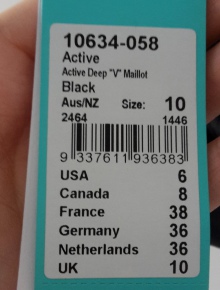 10634-058
Active
Active Deep "V" Maillot
Black
Aus/NZ Size: 10
2464 1446
9 337611 936383
USA 6
Canada 8
France 38
Germany 36
Netherlands 36
UK 10